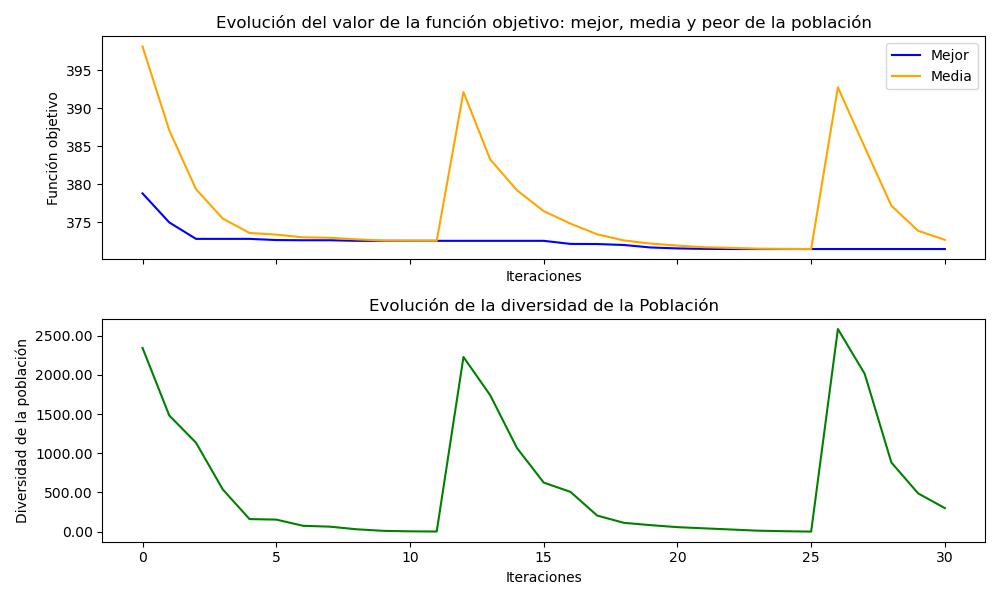 Evolución del valor de la función objetivo: mejor, media y peor de la población
Mejor
Media
395
390
385
380
375
Función objetivo
Iteraciones
Evolución de la diversidad de la Población
2500.00
2000.00
1500.00
1000.00
500.00
0.00
Diversidad de la población
0 5 10 15 20 25 30
Iteraciones